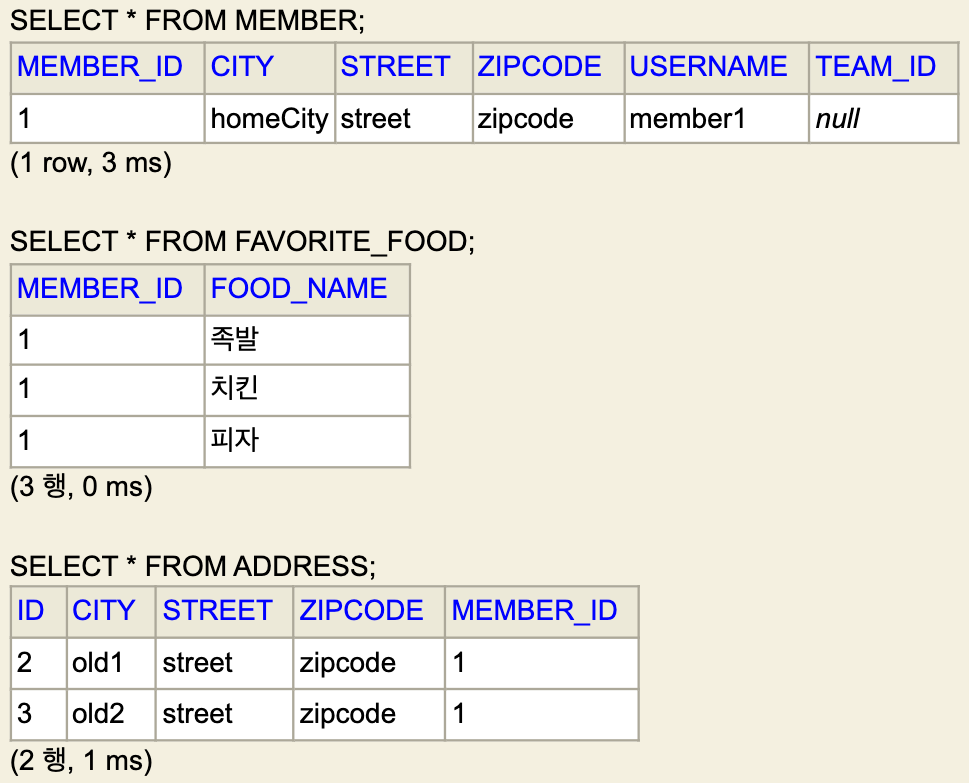 SELECT * FROM MEMBER;
MEMBER_ID CITY STREET ZIPCODE USERNAME TEAM_ID
1 homeCity street zipcode member1 null
(1 row, 3 ms)
SELECT * FROM FAVORITE_FOOD;
MEMBER_ID FOOD_NAME
1 족발
1 치킨
1 피자
(3 행, 0 ms)
SELECT * FROM ADDRESS;
ID CITY STREET ZIPCODE MEMBER_ID
2 old1 street zipcode 1
3 old2 street zipcode 1
(2 행, 1 ms)